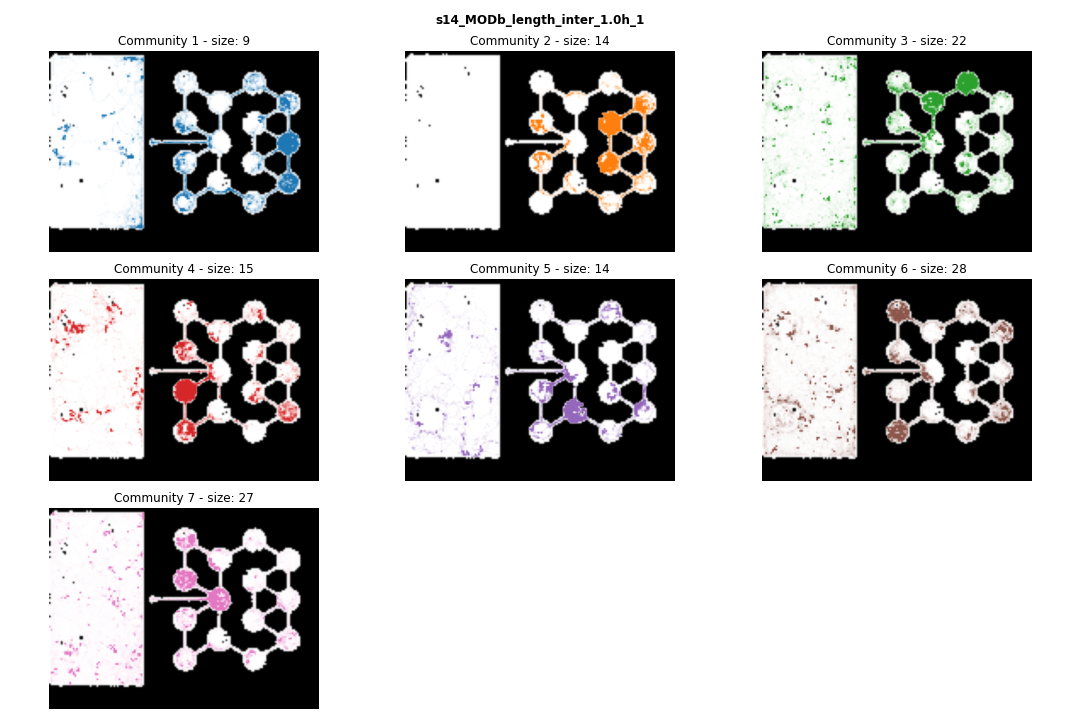 s14_MODb_length_inter_1.0h_1
Community 1 - size: 9
Community 2 - size: 14
Community 3 - size: 22
Community 4 - size: 15
Community 5 - size: 14
Community 6 - size: 28
Community 7 - size: 27